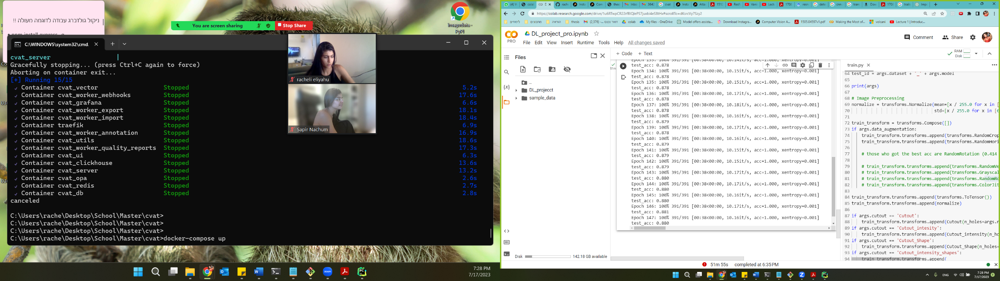 ניקול גולדברג עבודה לדוגמה מעולה !!
npm install express -g
You are screen sharing
Stop Share
imagedata -
PyPI
C:\WINDOWS\system32\cmd.
cvat_server |
Gracefully stopping... (press Ctrl+C again to force)
Aborting on container exit...
[+] Running 15/15
✓ Container cvat_vector Stopped 5.2s
✓ Container cvat_worker_webhooks Stopped 17.6s
✓ Container cvat_grafana Stopped 6.6s
✓ Container cvat_worker_export Stopped 18.1s
✓ Container cvat_worker_import Stopped 18.4s
✓ Container traefik Stopped 6.9s
✓ Container cvat_worker_annotation Stopped 16.9s
✓ Container cvat_utils Stopped 18.6s
✓ Container cvat_worker_quality_reports Stopped 17.3s
✓ Container cvat_ui Stopped 6.3s
✓ Container cvat_clickhouse Stopped 13.6s
✓ Container cvat_server Stopped 13.2s
✓ Container cvat_opa Stopped 2.6s
✓ Container cvat_redis Stopped 2.7s
✓ Container cvat_db Stopped 2.8s
canceled
C:\Users\rache\Desktop\School\Master\cvat>
C:\Users\rache\Desktop\School\Master\cvat>
C:\Users\rache\Desktop\School\Master\cvat>
C:\Users\rache\Desktop\School\Master\cvat>docker-compose up
racheli eliyahu
Sapir Nachum
7:28 PM
7/17/2023
https://colab.research.google.com/drive/
לימודים
מתכונים
הוראה
thesis
colab
My files - OneDrive
Model offers assista...
Download Instagra...
Computer Vision A...
1505.04597v1.pdf
Making the Most of...
volcani
Lecture 1 | Introduc...
PRO
DL_project_pro.ipynb
File Edit View Insert Runtime Tools Help All changes saved
Comment
Share
Files
..
DL_projecct
sample_data
Disk 142.18 GB available
+ Code + Text
RAM
Disk
51m
test_acc: 0.878
Epoch 134: 100% 391/391 [00:38<00:00, 10.15it/s, acc=1.000, xentropy=0.001]
test_acc: 0.878
Epoch 135: 100% 391/391 [00:38<00:00, 10.15it/s, acc=1.000, xentropy=0.001]
test_acc: 0.878
Epoch 136: 100% 391/391 [00:38<00:00, 10.17it/s, acc=1.000, xentropy=0.001]
test_acc: 0.878
Epoch 137: 100% 391/391 [00:38<00:00, 10.18it/s, acc=1.000, xentropy=0.001]
test_acc: 0.878
Epoch 138: 100% 391/391 [00:38<00:00, 10.16it/s, acc=1.000, xentropy=0.001]
test_acc: 0.879
Epoch 139: 100% 391/391 [00:38<00:00, 10.17it/s, acc=1.000, xentropy=0.001]
test_acc: 0.878
Epoch 140: 100% 391/391 [00:38<00:00, 10.16it/s, acc=1.000, xentropy=0.001]
test_acc: 0.879
Epoch 141: 100% 391/391 [00:38<00:00, 10.15it/s, acc=1.000, xentropy=0.001]
test_acc: 0.879
Epoch 142: 100% 391/391 [00:38<00:00, 10.15it/s, acc=1.000, xentropy=0.001]
test_acc: 0.879
Epoch 143: 100% 391/391 [00:38<00:00, 10.17it/s, acc=1.000, xentropy=0.001]
test_acc: 0.880
Epoch 144: 100% 391/391 [00:38<00:00, 10.17it/s, acc=1.000, xentropy=0.001]
test_acc: 0.880
Epoch 145: 100% 391/391 [00:38<00:00, 10.16it/s, acc=1.000, xentropy=0.001]
test_acc: 0.880
Epoch 146: 100% 391/391 [00:38<00:00, 10.17it/s, acc=1.000, xentropy=0.001]
test_acc: 0.881
Epoch 147: 100% 391/391 [00:38<00:00, 10.16it/s, acc=1.000, xentropy=0.001]
test_acc: 0.880
train.py
64 test_id = args.dataset + '_' + args.model
65
66 print(args)
67
68 # Image Preprocessing
69 normalize = transforms.Normalize(mean=[x / 255.0 for x in [
70 std=[x / 255.0 for x in [6
71
72 train_transform = transforms.Compose([])
73 if args.data_augmentation:
74 train_transform.transforms.append(transforms.RandomCrop
75 train_transform.transforms.append(transforms.RandomHori
76
77 # those who got the best acc are RandomRotation (0.414
78
79 # train_transform.transforms.append(transforms.RandomVe
80 # train_transform.transforms.append(transforms.Grayscal
81 # train_transform.transforms.append(transforms.RandomRo
82 # train_transform.transforms.append(transforms.ColorJit
83
84 train_transform.transforms.append(transforms.ToTensor())
85 train_transform.transforms.append(normalize)
86
87 if args.cutout == 'Cutout':
88 train_transform.transforms.append(Cutout(n_holes=args.n
89 if args.cutout == 'Cutout_intesity':
90 train_transform.transforms.append(Cutout_intensity(n_ho
91 if args.cutout == 'Cutout_Shape':
92 train_transform.transforms.append(Cutout_Shape(n_holes=
93 if args.cutout == 'Cutout_intensity_shapes':
94 train_transform.transforms.append(
51m 55s completed at 6:35 PM
ENG
7:28 PM
7/17/2023